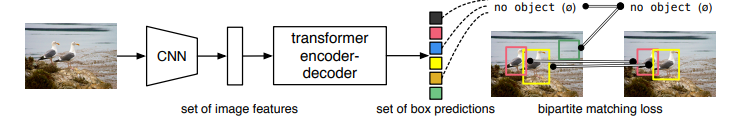 no object (ø)
no object (ø)
CNN
transformer
encoder-
decoder
set of image features
set of box predictions
bipartite matching loss